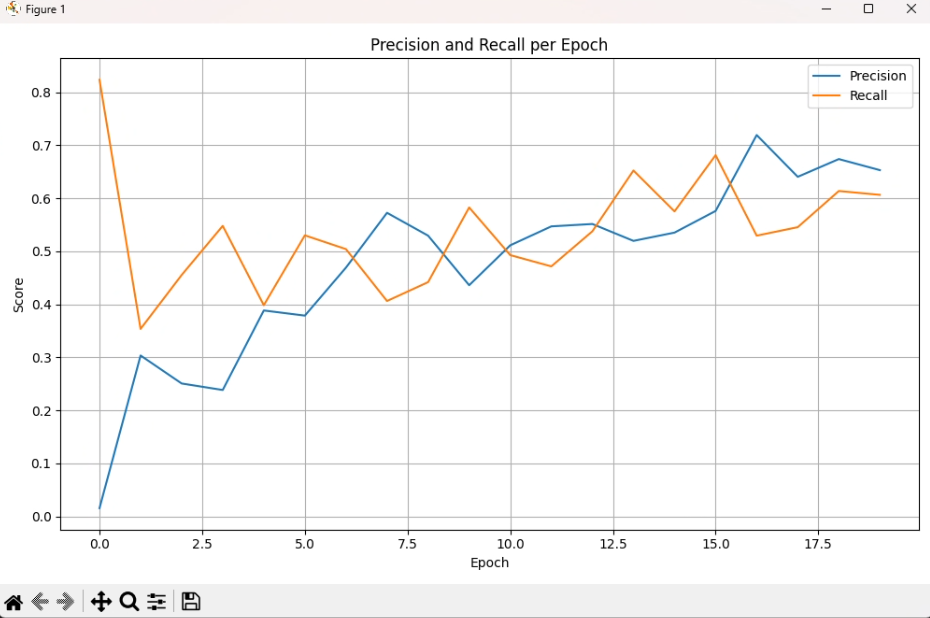 Figure 1
Precision and Recall per Epoch
Precision
Recall
0.8
0.7
0.6
0.5
0.4
0.3
0.2
0.1
0.0
Score
0.0 2.5 5.0 7.5 10.0 12.5 15.0 17.5
Epoch